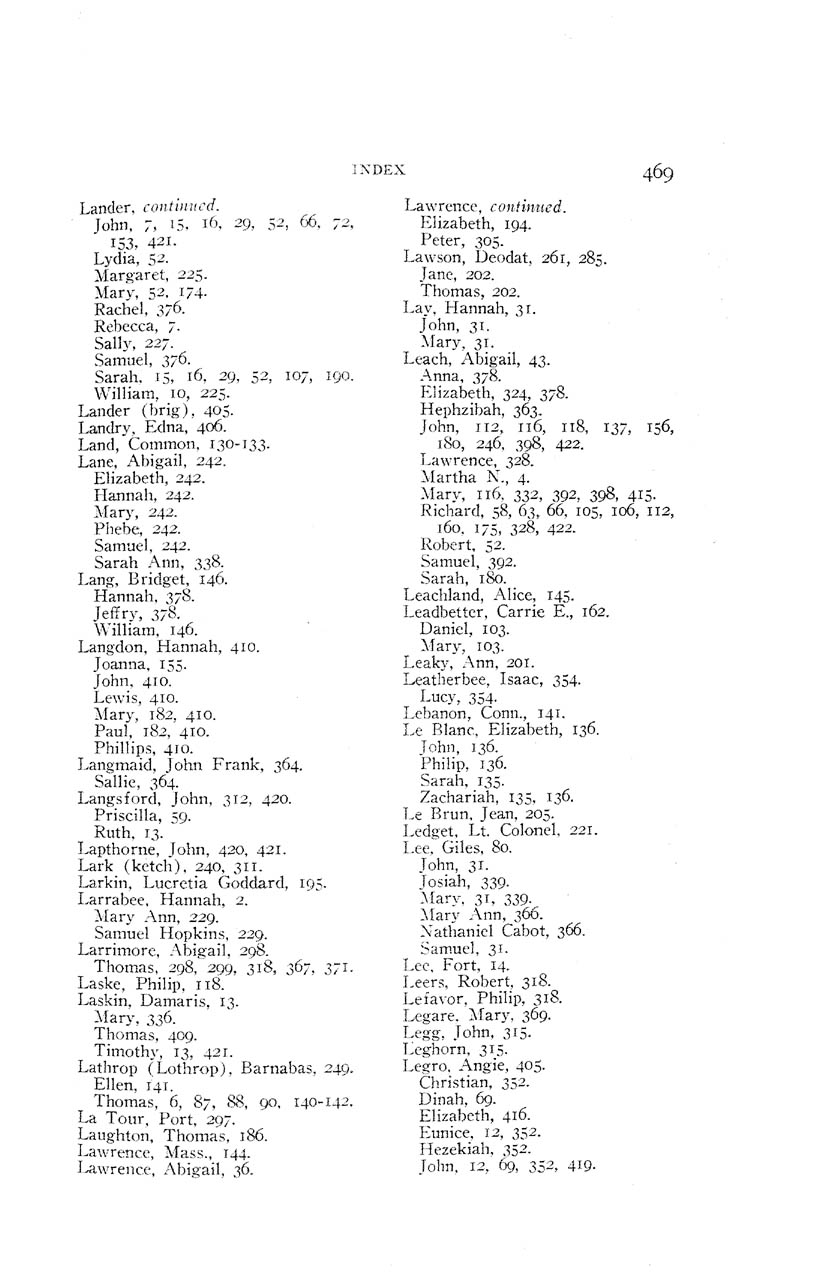 INDEX
469
Lander, continued.
John, 7, 15, 16, 29, 52, 66, 72,
153, 421.
Lydia, 52.
Margaret, 225.
Mary, 52, 174.
Rachel, 376.
Rebecca, 7.
Sally, 227.
Samuel, 376.
Sarah, 15, 16, 29, 52, 107, 190.
William, 10, 225.
Lander (brig), 405.
Landry, Edna, 406.
Land, Common, 130-133.
Lane, Abigail, 242.
Elizabeth, 242.
Hannah, 242.
Mary, 242.
Phebe, 242.
Samuel, 242.
Sarah Ann, 338.
Lang, Bridget, 146.
Hannah, 378.
Jeffry, 378.
William, 146.
Langdon, Hannah, 410.
Joanna, 155.
John, 410.
Lewis, 410.
Mary, 182, 410.
Paul, 182, 410.
Phillips, 410.
Langmaid, John Frank, 364.
Sallie, 364.
Langsford, John, 312, 420.
Priscilla, 59.
Ruth, 13.
Lapthorne, John, 420, 421.
Lark (ketch), 240, 311.
Larkin, Lucretia Goddard, 195.
Larrabee, Hannah, 2.
Mary Ann, 229.
Samuel Hopkins, 229.
Larrimore, Abigail, 298.
Thomas, 298, 299, 318, 367, 371.
Laske, Philip, 118.
Laskin, Damaris, 13.
Mary, 336.
Thomas, 409.
Timothy, 13, 421.
Lathrop (Lothrop), Barnabas, 249.
Ellen, 141.
Thomas, 6, 87, 88, 90, 140-142.
La Tour, Port, 297.
Laughton, Thomas, 186.
Lawrence, Mass., 144.
Lawrence, Abigail, 36.
Lawrence, continued.
Elizabeth, 194.
Peter, 305.
Lawson, Deodat, 261, 285.
Jane, 202.
Thomas, 202.
Lay, Hannah, 31.
John, 31.
Mary, 31.
Leach, Abigail, 43.
Anna, 378.
Elizabeth, 324, 378.
Hephzibah, 363.
John, 112, 116, 118, 137, 156,
180, 246, 398, 422.
Lawrence, 328.
Martha N., 4.
Mary, 116, 332, 392, 398, 415.
Richard, 58, 63, 66, 105, 106, 112,
160, 175, 328, 422.
Robert, 52.
Samuel, 392.
Sarah, 180.
Leachland, Alice, 145.
Leadbetter, Carrie E., 162.
Daniel, 103.
Mary, 103.
Leaky, Ann, 201.
Leatherbee, Isaac, 354.
Lucy, 354.
Lebanon, Conn., 141.
Le Blanc, Elizabeth, 136.
John, 136.
Philip, 136.
Sarah, 135.
Zachariah, 135, 136.
Le Brun, Jean, 205.
Ledget, Lt. Colonel, 221.
Lee, Giles, 80.
John, 31.
Josiah, 339.
Mary, 31, 339.
Mary Ann, 366.
Nathaniel Cabot, 366.
Samuel, 31.
Lee, Fort, 14.
Leers, Robert, 318.
Lefavor, Philip, 318.
Legare, Mary, 369.
Legg, John, 315.
Leghorn, 315.
Legro, Angie, 405.
Christian, 352.
Dinah, 69.
Elizabeth, 416.
Eunice, 12, 352.
Hezekiah, 352.
John, 12, 69, 352, 419.